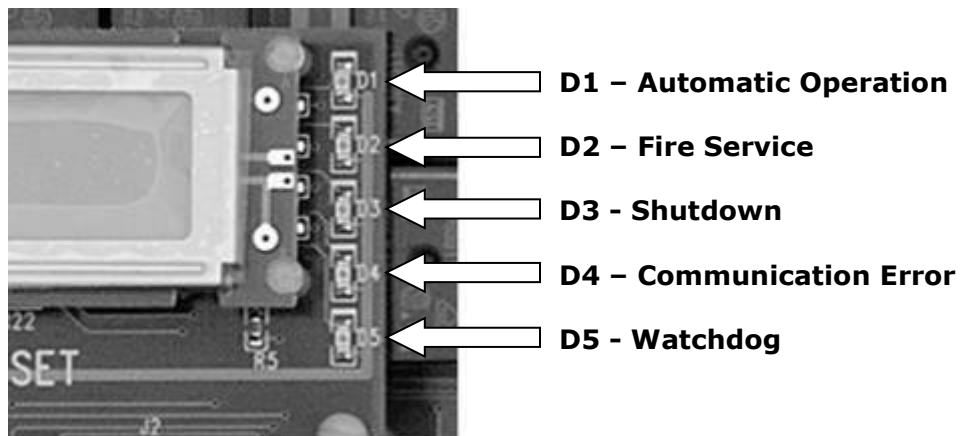 D1
D1 – Automatic Operation
D2
D2 – Fire Service
D3
D3 - Shutdown
D4
D4 – Communication Error
D5
D5 - Watchdog
22
R5
SET
J2